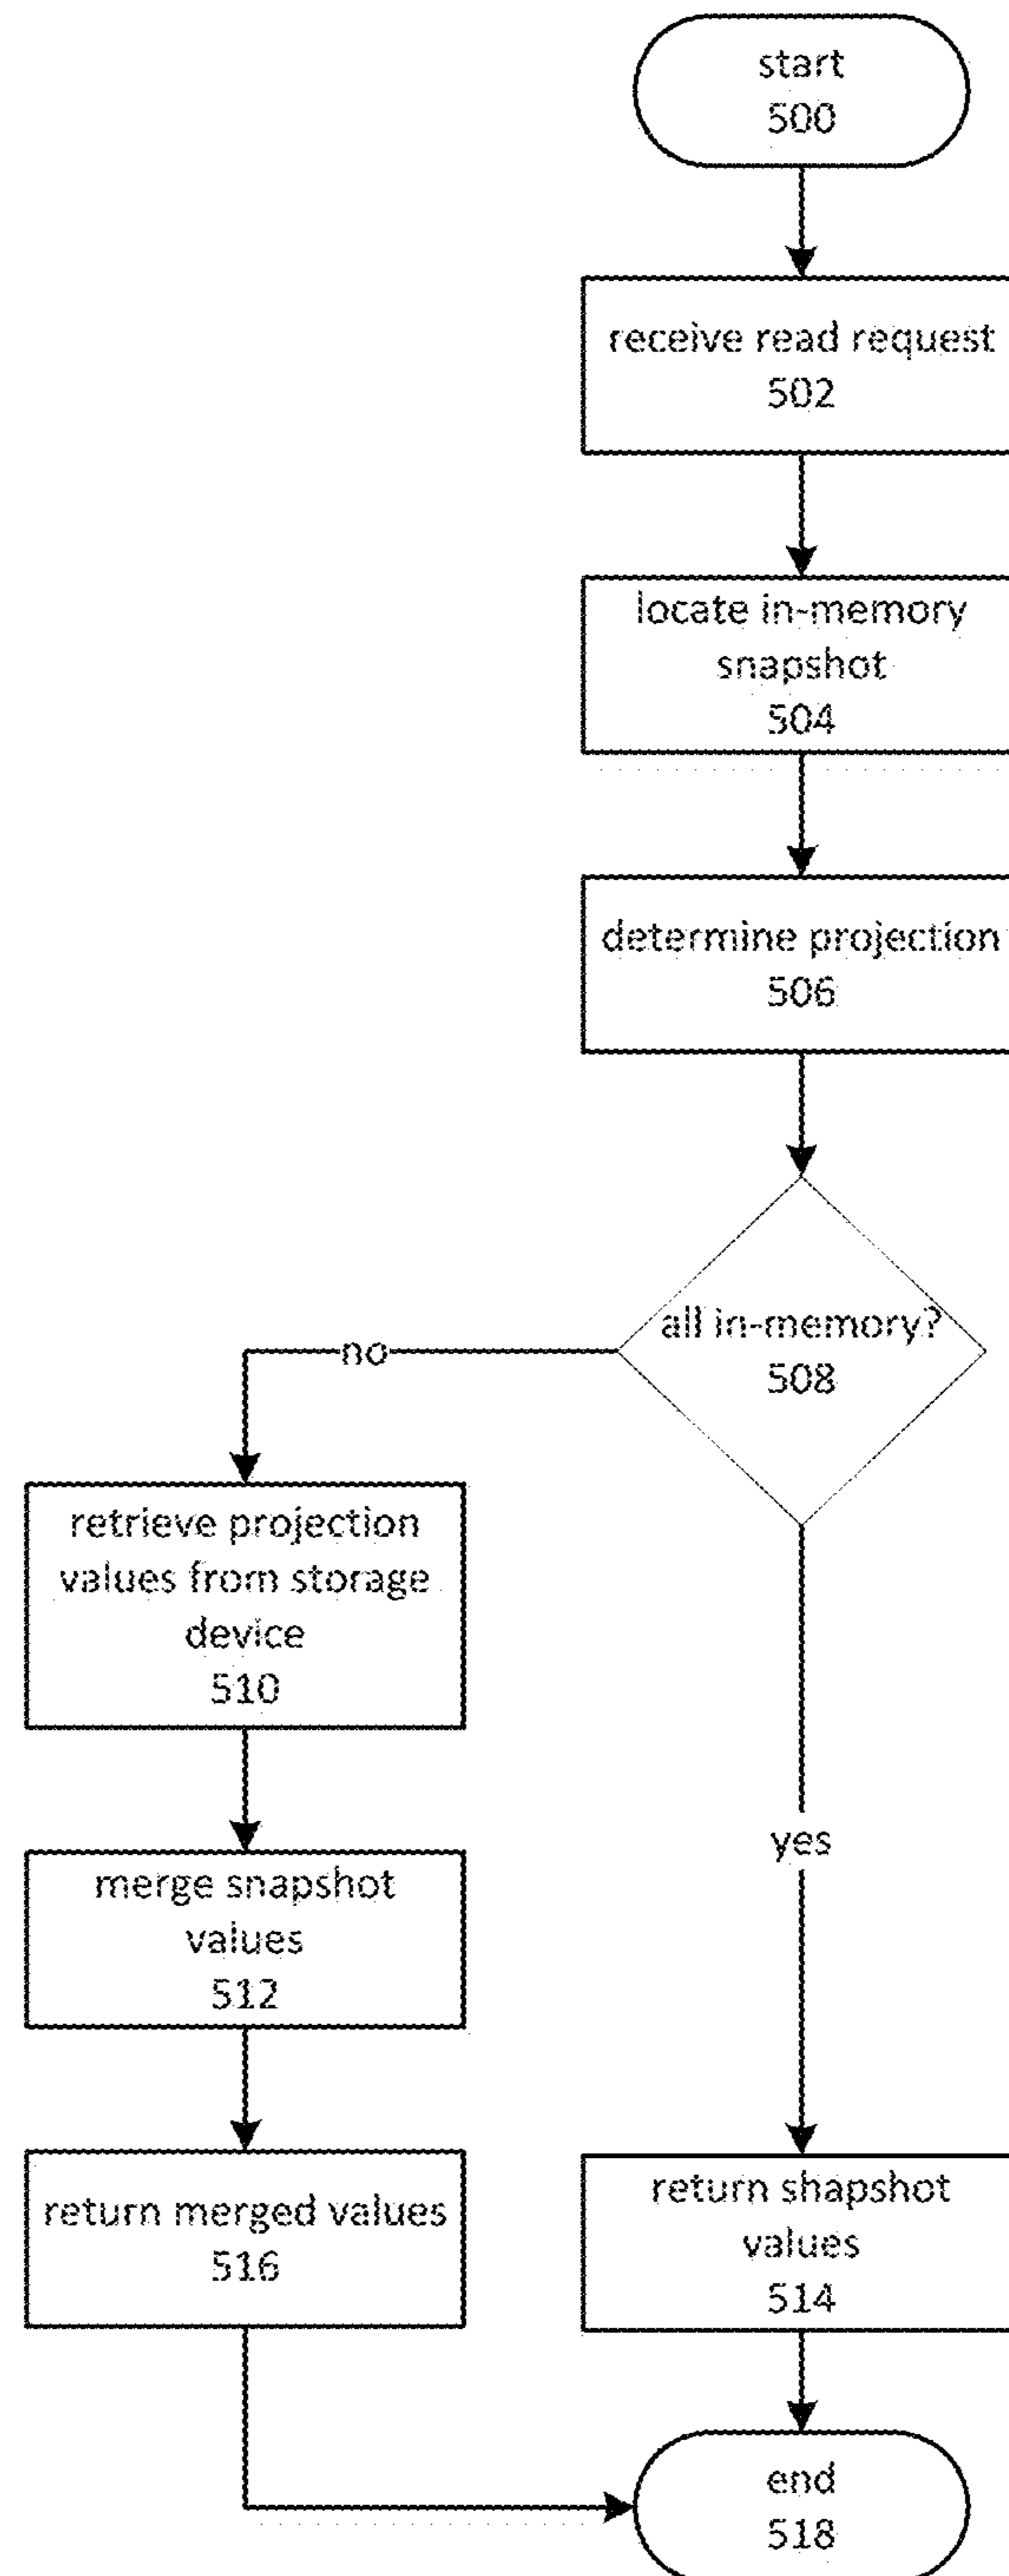 start
500
receive read request
502
locate in-memory
snapshot
504
determine projection
506
all in-memory?
508
no
retrieve projection
values from storage
device
510
merge snapshot
values
512
yes
return merged values
516
return shapshot
values
514
end
518